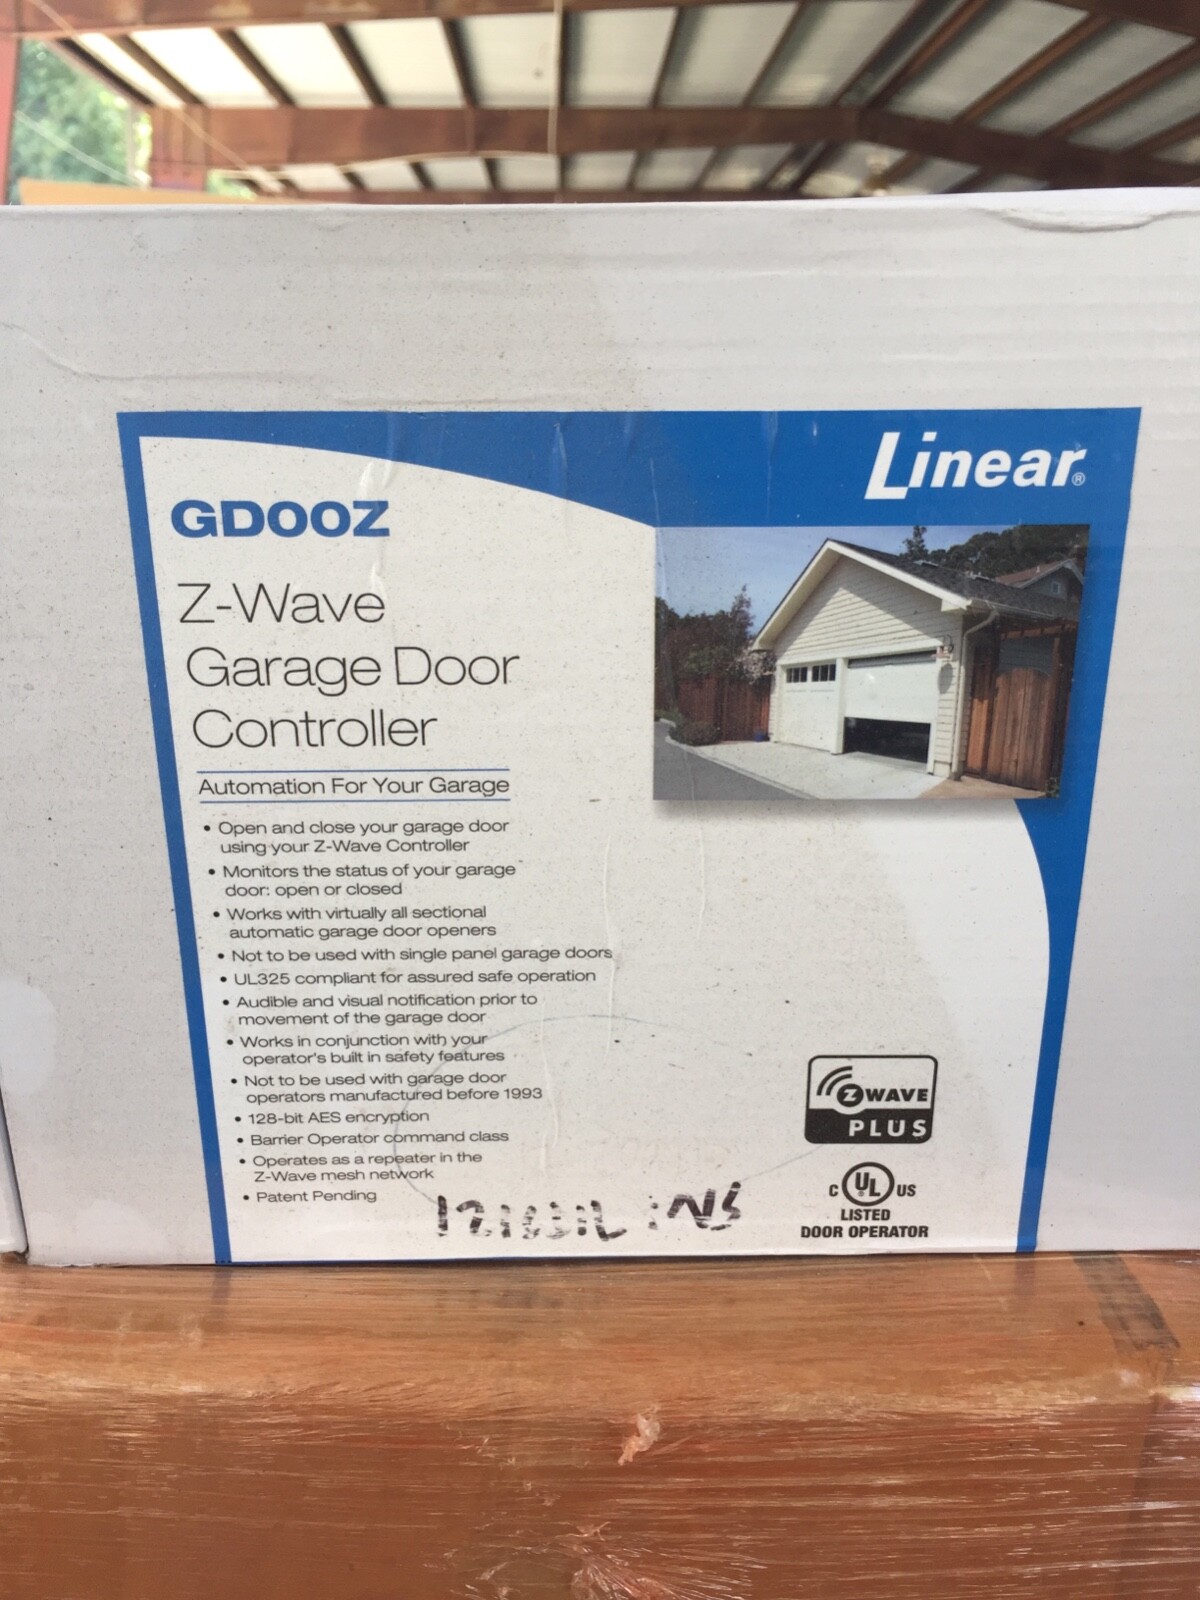 Linear®
GD00Z
Z-Wave
Garage Door
Controller
Automation For Your Garage
• Open and close your garage door
using your Z-Wave Controller
• Monitors the status of your garage
door: open or closed
• Works with virtually all sectional
automatic garage door openers
• Not to be used with single panel garage doors
• UL325 compliant for assured safe operation
• Audible and visual notification prior to
movement of the garage door
• Works in conjunction with your
operator's built in safety features
• Not to be used with garage door
operators manufactured before 1993
• 128-bit AES encryption
• Barrier Operator command class
• Operates as a repeater in the
Z-Wave mesh network
• Patent Pending
Z WAVE
PLUS
C UL US
LISTED
DOOR OPERATOR